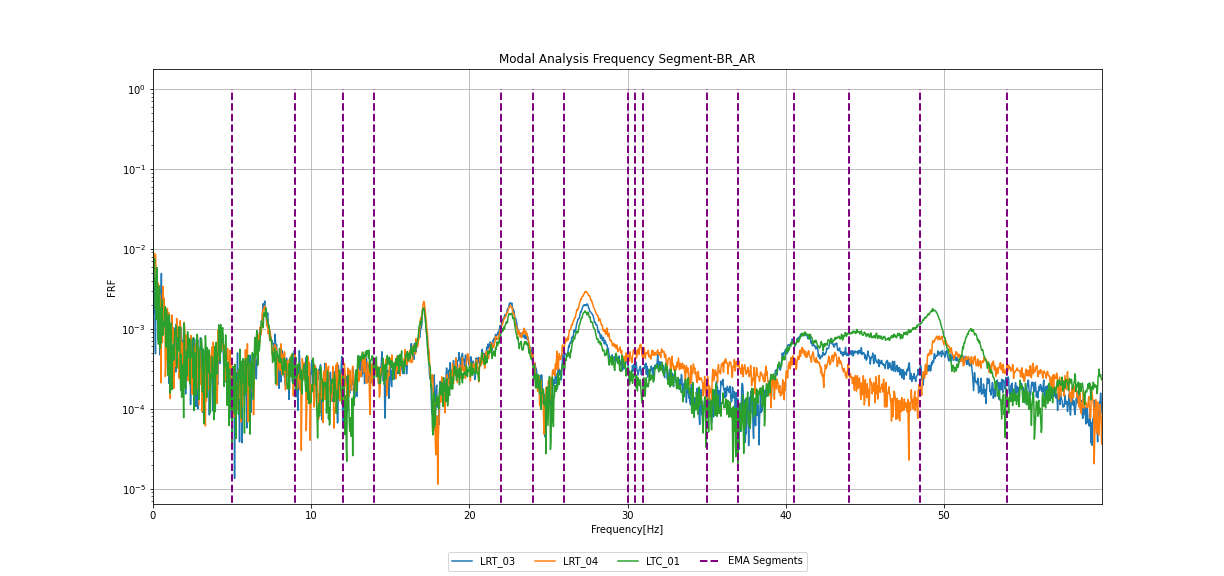 Modal Analysis Frequency Segment-BR_AR
FRF
10⁰
10⁻¹
10⁻²
10⁻³
10⁻⁴
10⁻⁵
0 10 20 30 40 50
Frequency[Hz]
LRT_03 LRT_04 LTC_01 EMA Segments